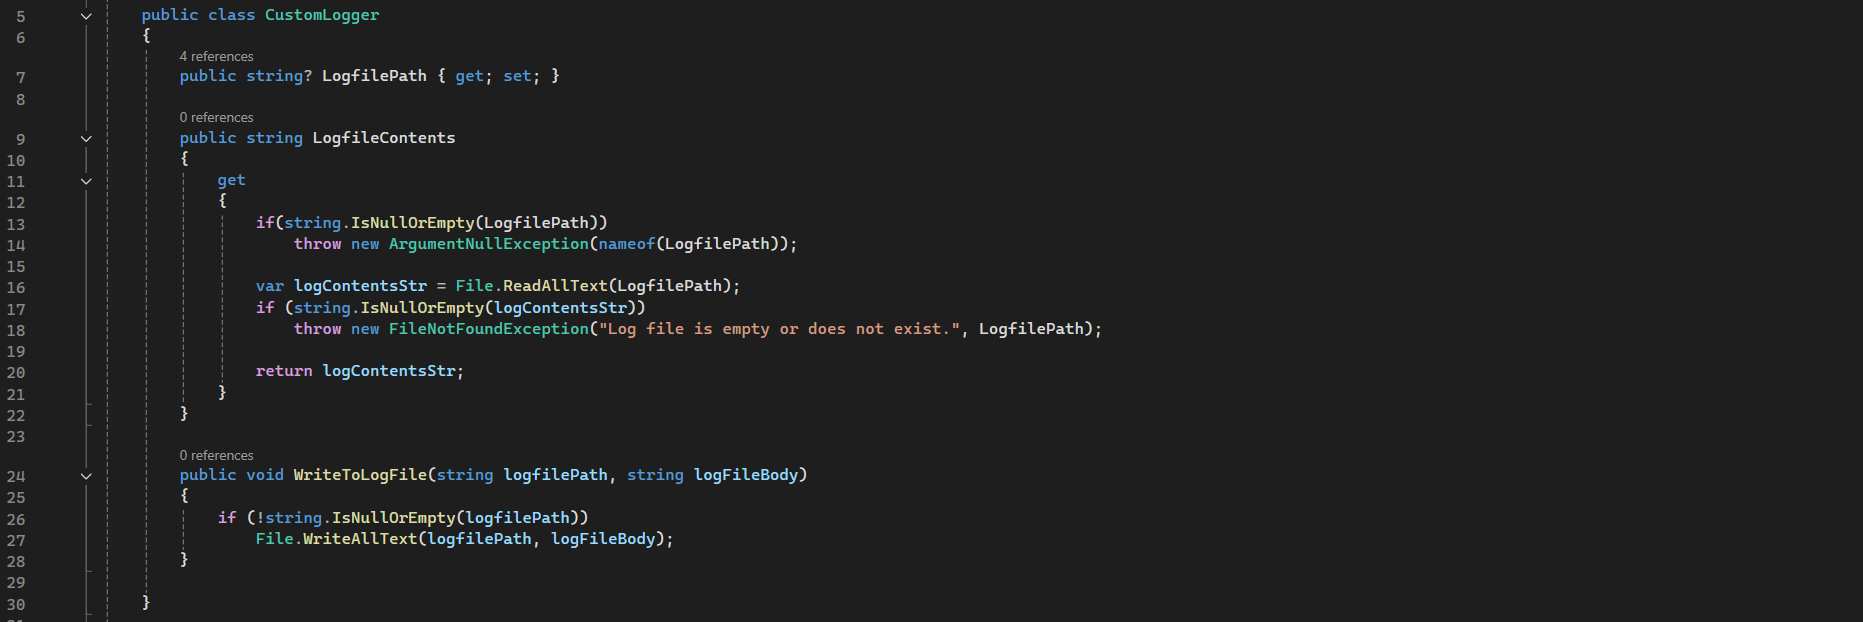 5 public class CustomLogger
6 {
4 references
7 public string? LogfilePath { get; set; }
8
0 references
9 public string LogfileContents
10 {
11 get
12 {
13 if(string.IsNullOrEmpty(LogfilePath))
14 throw new ArgumentNullException(nameof(LogfilePath));
15
16 var logContentsStr = File.ReadAllText(LogfilePath);
17 if (string.IsNullOrEmpty(logContentsStr))
18 throw new FileNotFoundException("Log file is empty or does not exist.", LogfilePath);
19
20 return logContentsStr;
21 }
22 }
23
0 references
24 public void WriteToLogFile(string logfilePath, string logFileBody)
25 {
26 if (!string.IsNullOrEmpty(logfilePath))
27 File.WriteAllText(logfilePath, logFileBody);
28 }
29
30 }